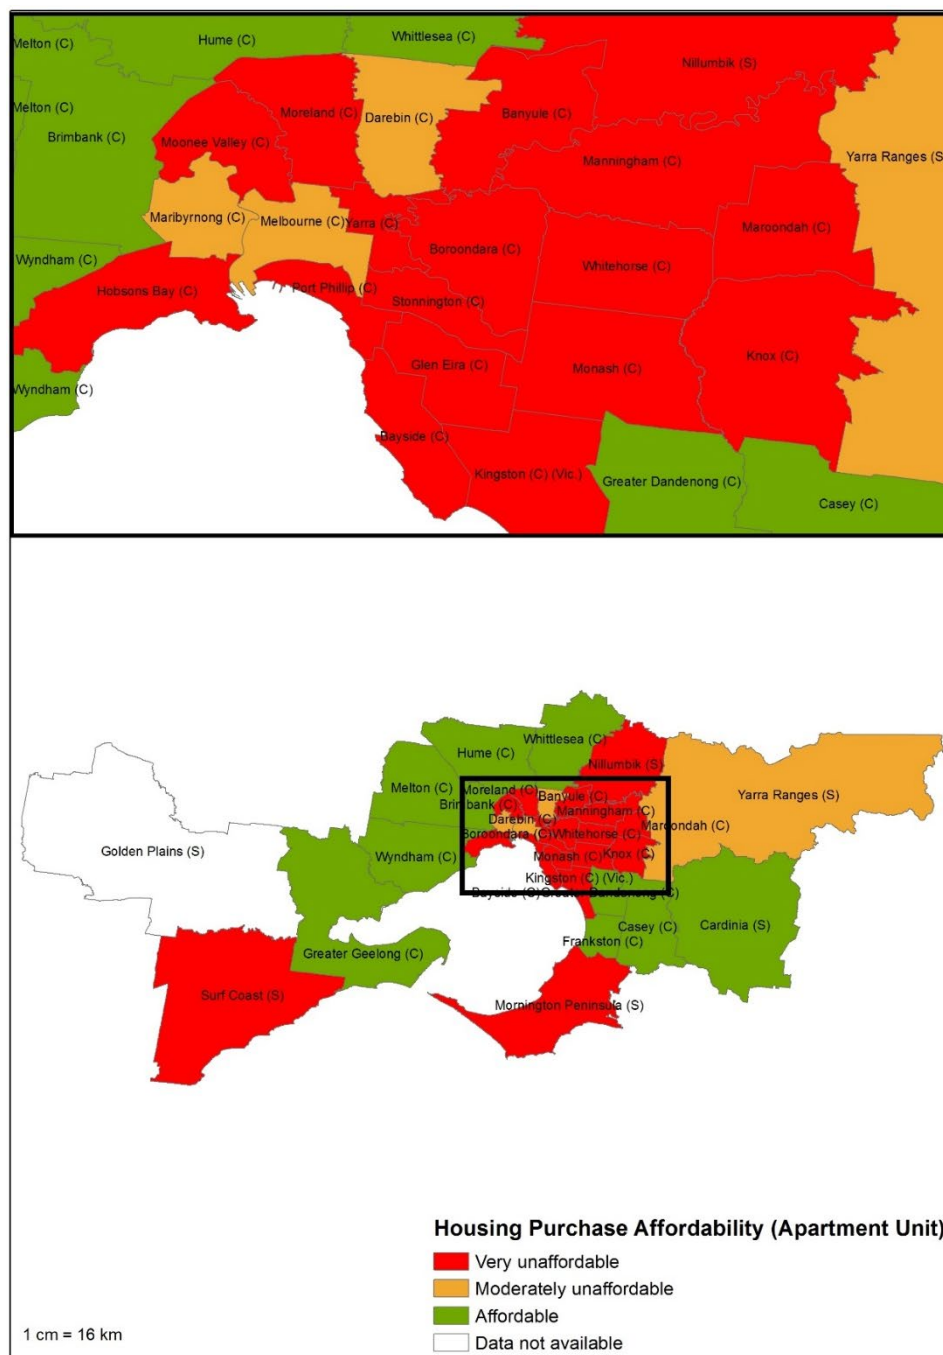 Melton (C)
Hume (C)
Whittlesea (C)
Nillumbik (S)
Melton (C)
Moreland (C)
Darebin (C)
Banyule (C)
Brimbank (C)
Moonee Valley (C)
Manningham (C)
Yarra Ranges (S
Maribyrnong (C)
Melbourne (C)
Yarra (C)
Maroondah (C)
Boroondara (C)
Wyndham (C)
Whitehorse (C)
Hobsons Bay (C)
Port Phillip (C)
Stonnington (C)
Knox (C)
Glen Eira (C)
Monash (C)
Wyndham (C)
Bayside (C)
Kingston (C) (Vic.)
Greater Dandenong (C)
Casey (C)
Whittlesea (C)
Hume (C)
Nillumbik (S)
Melton (C)
Moreland (C)
Banyule (C)
Yarra Ranges (S)
Brimbank (C)
Manningham (C)
Darebin (C)
Maroondah (C)
Boroondara (C)
Whitehorse (C)
Golden Plains (S)
Wyndham (C)
Monash (C)
Knox (C)
Kingston (C) (Vic.)
Bayside (C)
Greater Dandenong (C)
Casey (C)
Cardinia (S)
Frankston (C)
Greater Geelong (C)
Surf Coast (S)
Mornington Peninsula (S)
Housing Purchase Affordability (Apartment Unit)
Very unaffordable
Moderately unaffordable
Affordable
Data not available
1 cm = 16 km